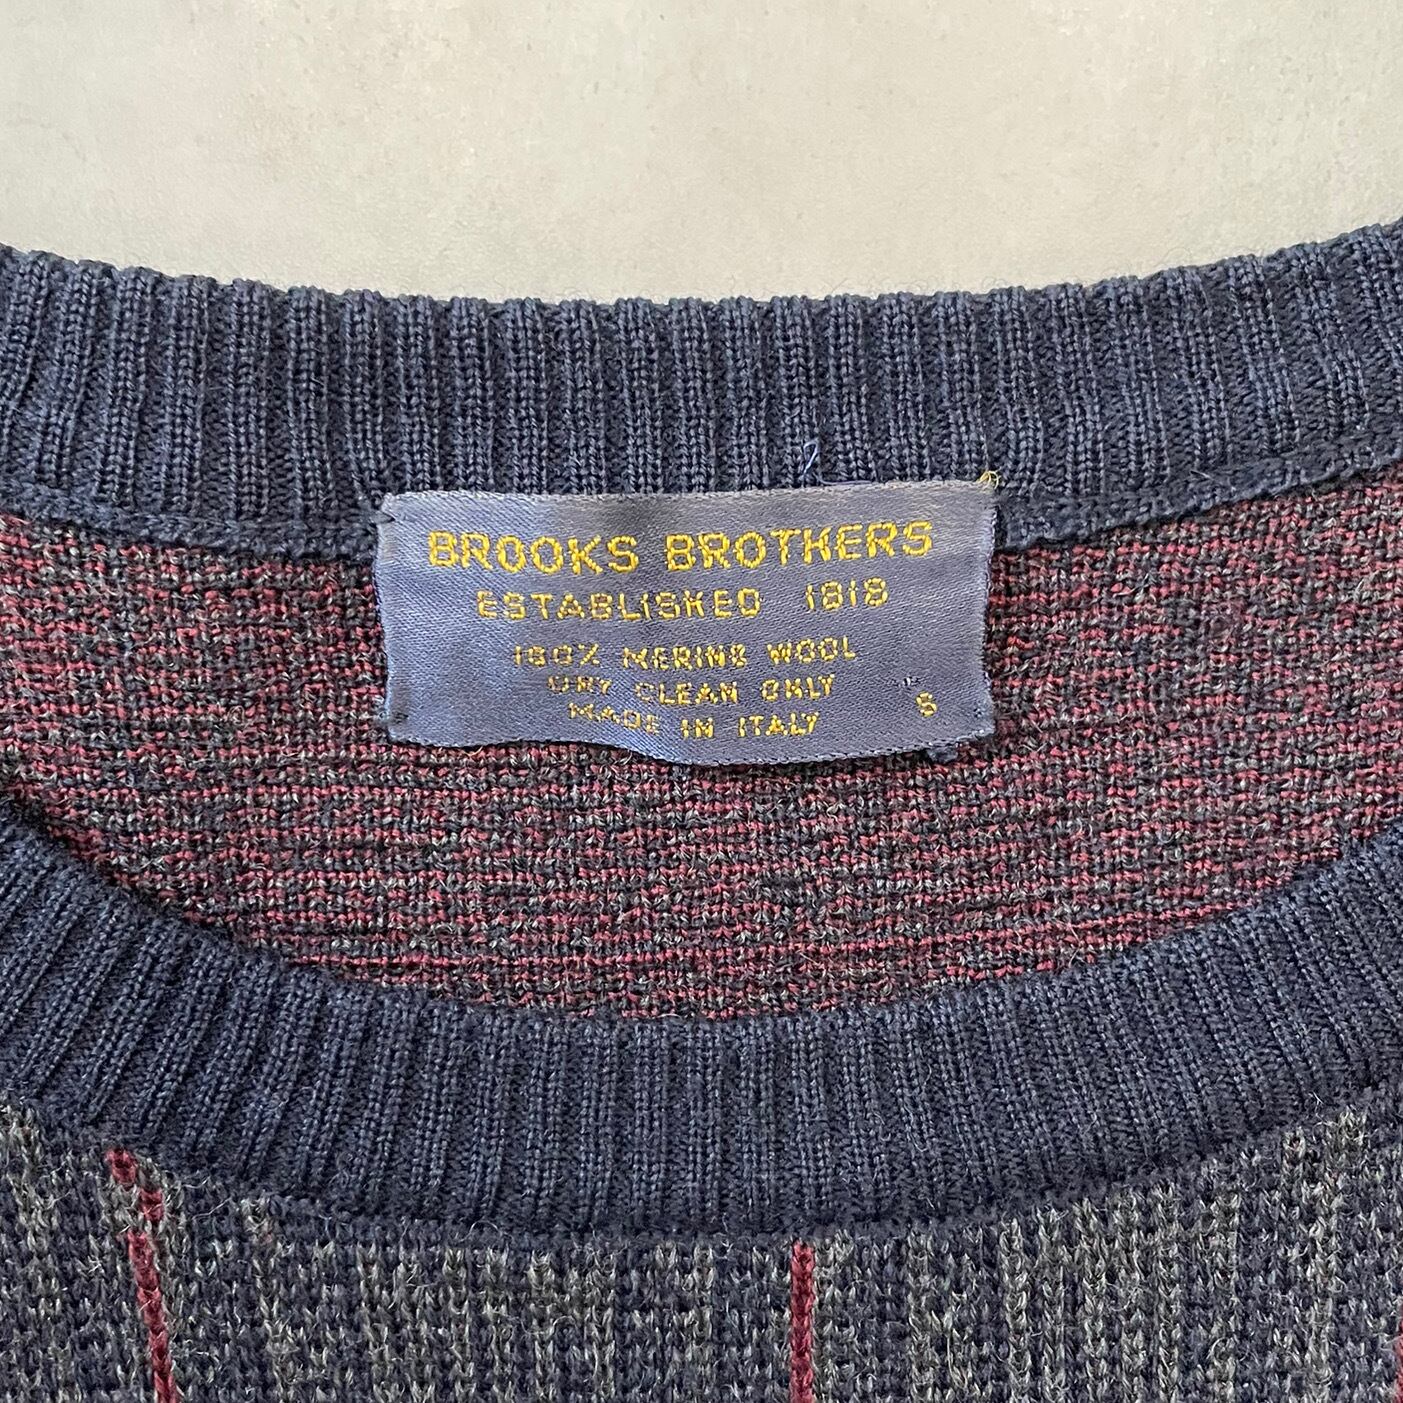 BROOKS BROTHERS
ESTABLISHED 1818
100% MERINO WOOL
DRY CLEAN ONLY
MADE IN ITALY S